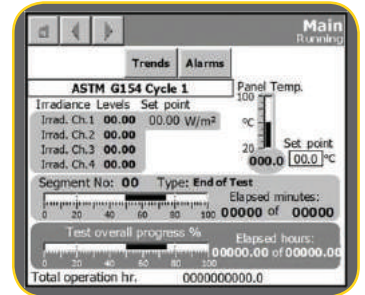 Main
Running
Trends Alarms
ASTM G154 Cycle 1
Panel Temp.
Irradiance Levels Set point
Irrad. Ch.1 00.00 00.00 W/m²
Irrad. Ch.2 00.00
Irrad. Ch.3 00.00
Irrad. Ch.4 00.00
100
ºC
20
Set point
000.0 00.0 ºC
Segment No: 00 Type: End of Test
Elapsed minutes:
0 20 40 60 80 100 00000 of 00000
Test overall progress %
Elapsed hours:
0 20 40 60 80 100 00000.00 of 00000.00
Total operation hr. 0000000000.0